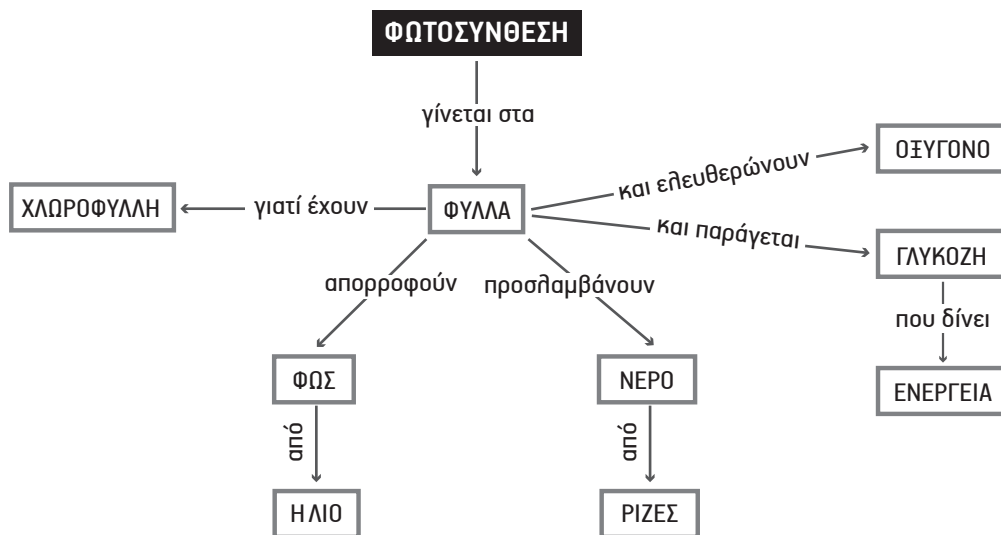 ΦΩΤΟΣΥΝΘΕΣΗ
γίνεται στα
και ελευθερώνουν
ΟΞΥΓΟΝΟ
ΧΛΩΡΟΦΥΛΛΗ
γιατί έχουν
ΦΥΛΛΑ
και παράγεται
ΓΛΥΚΟΖΗ
απορροφούν
προσλαμβάνουν
που δίνει
ΦΩΣ
ΝΕΡΟ
ΕΝΕΡΓΕΙΑ
από
από
ΗΛΙΟ
ΡΙΖΕΣ